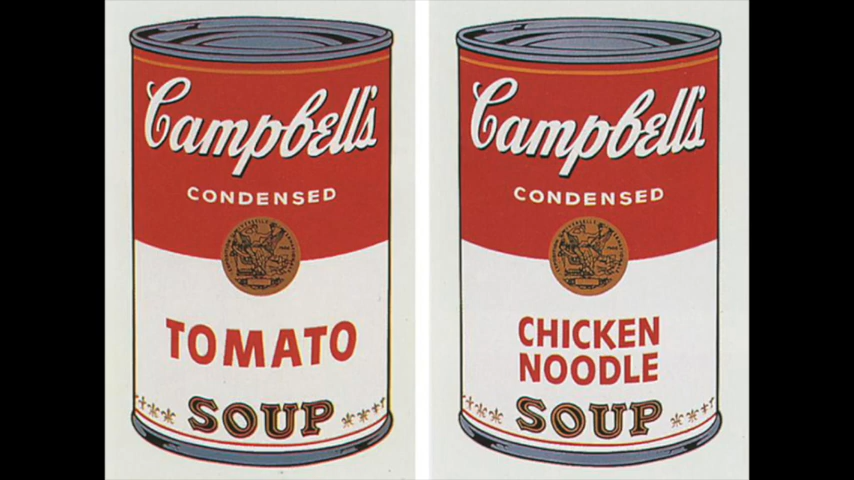 Campbell's
CONDENSED
TOMATO
SOUP
Campbell's
CONDENSED
CHICKEN
NOODLE
SOUP